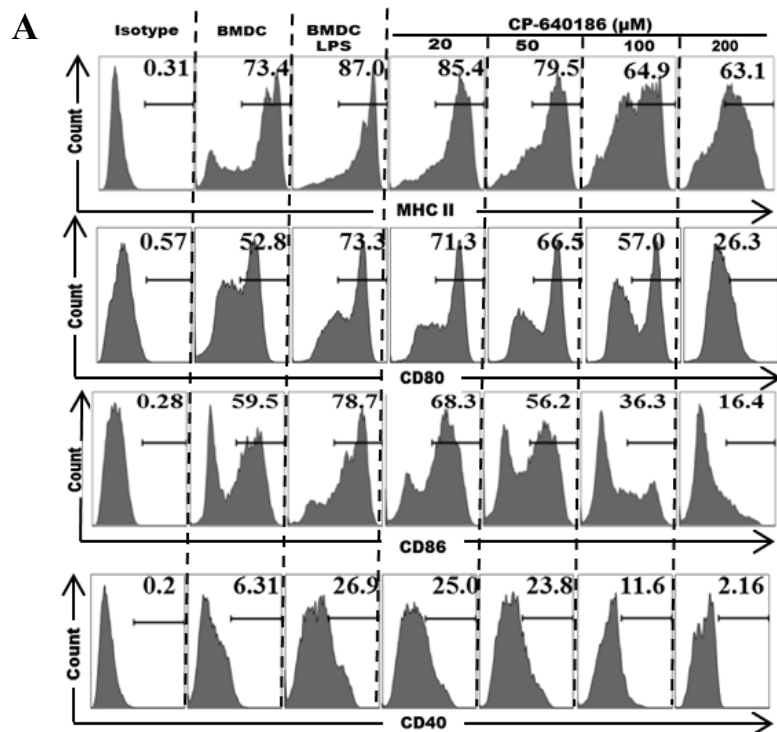 A
Isotype BMDC BMDC LPS CP-640186 (µM)
20 50 100 200
0.31 73.4 87.0 85.4 79.5 64.9 63.1
Count
MHC II
0.57 52.8 73.3 71.3 66.5 57.0 26.3
Count
CD80
0.28 59.5 78.7 68.3 56.2 36.3 16.4
Count
CD86
0.2 6.31 26.9 25.0 23.8 11.6 2.16
Count
CD40